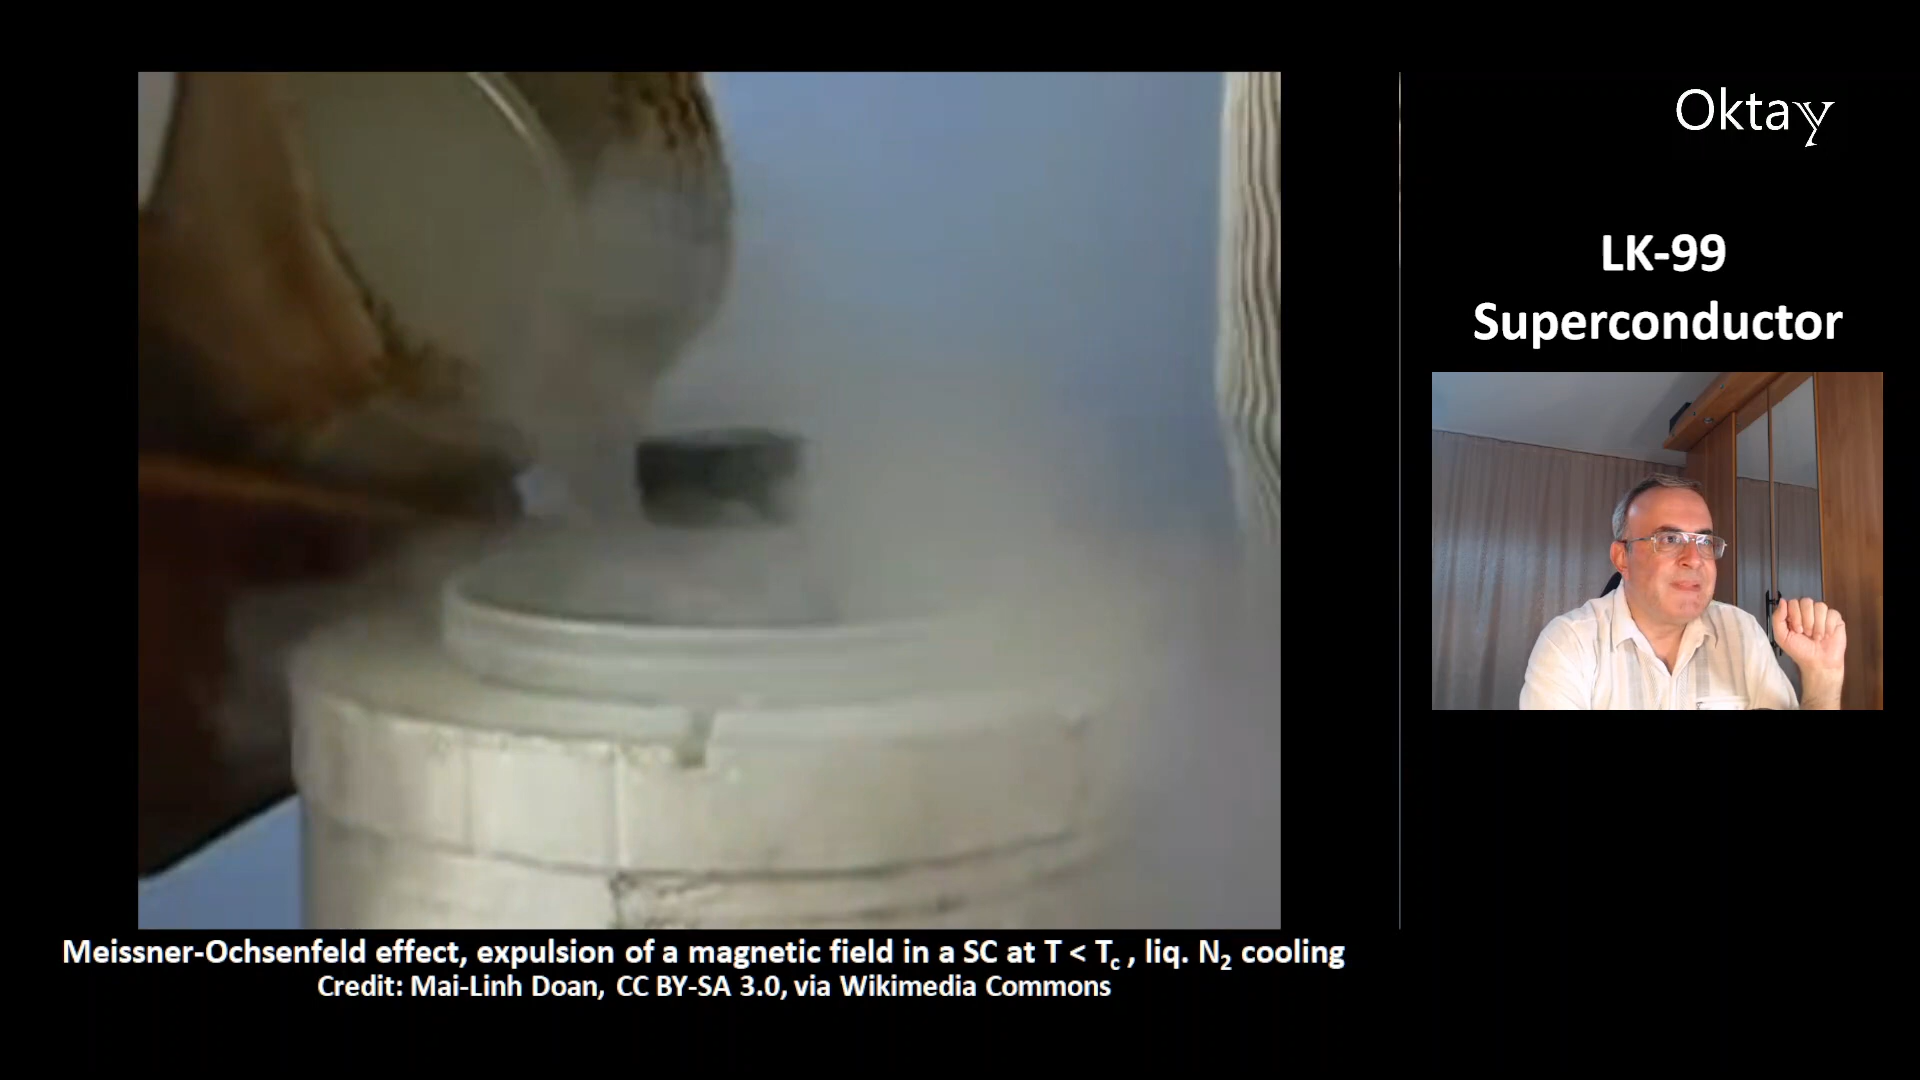 Oktay
LK-99
Superconductor
Meissner-Ochsenfeld effect, expulsion of a magnetic field in a SC at T < Tc , liq. N2 cooling
Credit: Mai-Linh Doan, CC BY-SA 3.0, via Wikimedia Commons